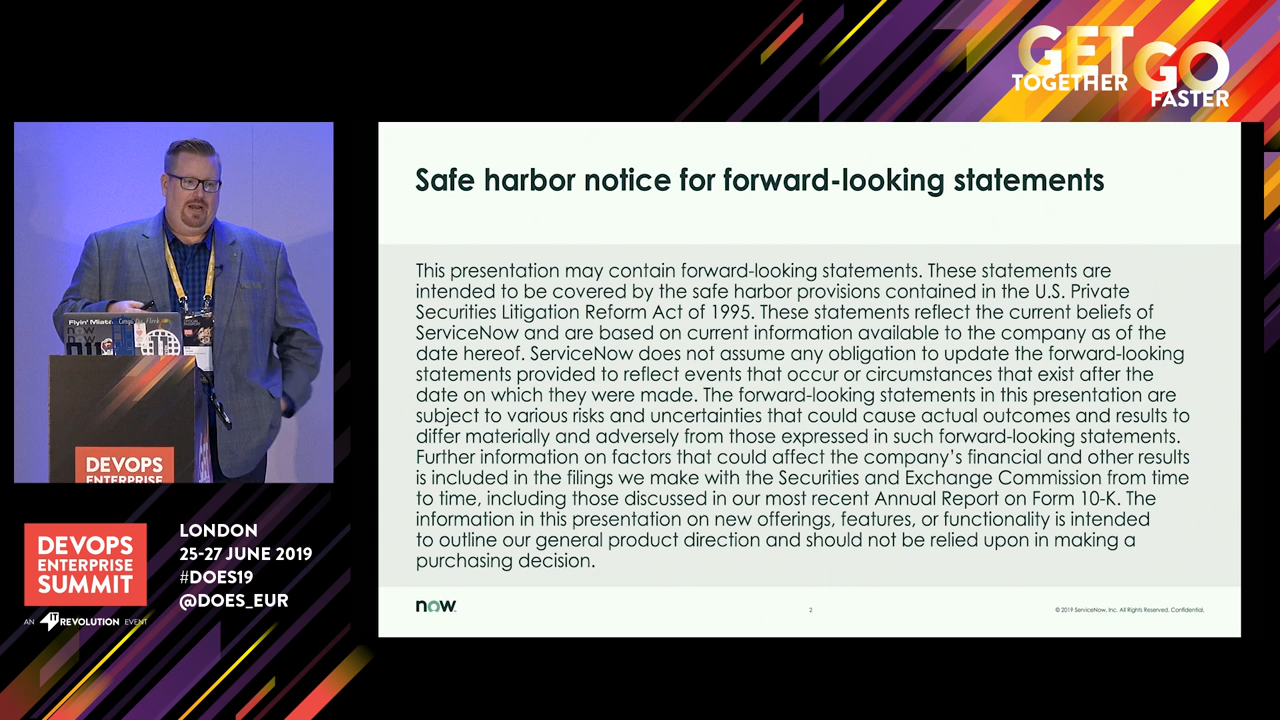 GET
TOGETHER
GO
FASTER
Safe harbor notice for forward-looking statements
This presentation may contain forward-looking statements. These statements are
intended to be covered by the safe harbor provisions contained in the U.S. Private
Securities Litigation Reform Act of 1995. These statements reflect the current beliefs of
ServiceNow and are based on current information available to the company as of the
date hereof. ServiceNow does not assume any obligation to update the forward-looking
statements provided to reflect events that occur or circumstances that exist after the
date on which they were made. The forward-looking statements in this presentation are
subject to various risks and uncertainties that could cause actual outcomes and results to
differ materially and adversely from those expressed in such forward-looking statements.
Further information on factors that could affect the company’s financial and other results
is included in the filings we make with the Securities and Exchange Commission from time
to time, including those discussed in our most recent Annual Report on Form 10-K. The
information in this presentation on new offerings, features, or functionality is intended
to outline our general product direction and should not be relied upon in making a
purchasing decision.
now
2
© 2019 ServiceNow, Inc. All Rights Reserved. Confidential.
Flyin' Miata
now
DEVOPS
ENTERPRISE
DEVOPS
ENTERPRISE
SUMMIT
AN IT REVOLUTION EVENT
LONDON
25-27 JUNE 2019
#DOES19
@DOES_EUR